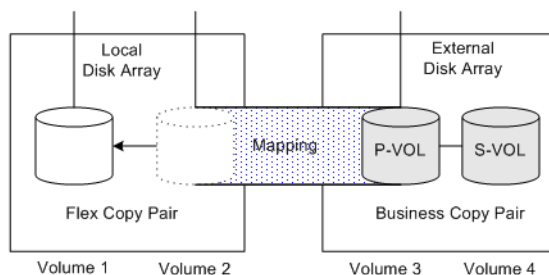 Local
Disk Array
External
Disk Array
Mapping
P-VOL
S-VOL
Flex Copy Pair
Business Copy Pair
Volume 1
Volume 2
Volume 3
Volume 4